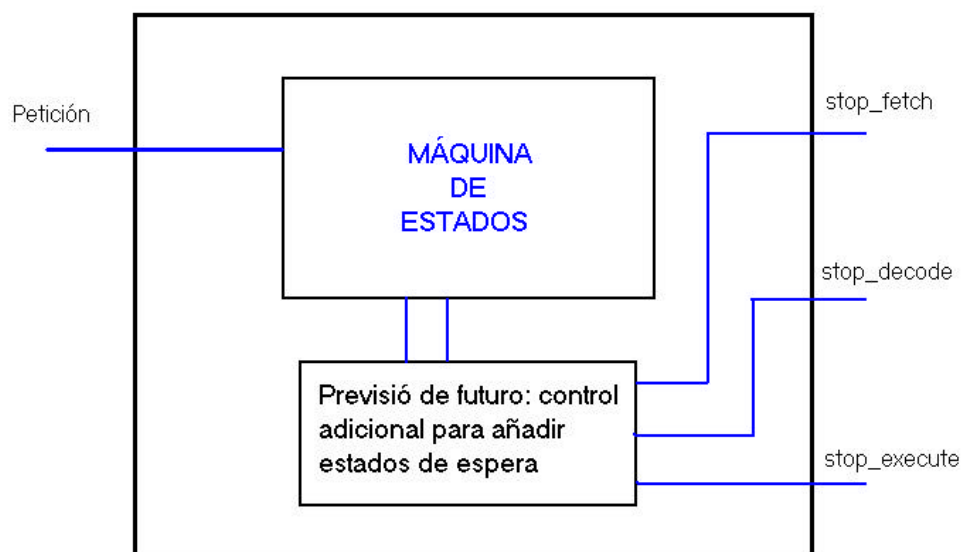 Petición
MÁQUINA
DE
ESTADOS
stop_fetch
stop_decode
Previsió de futuro: control
adicional para añadir
estados de espera
stop_execute